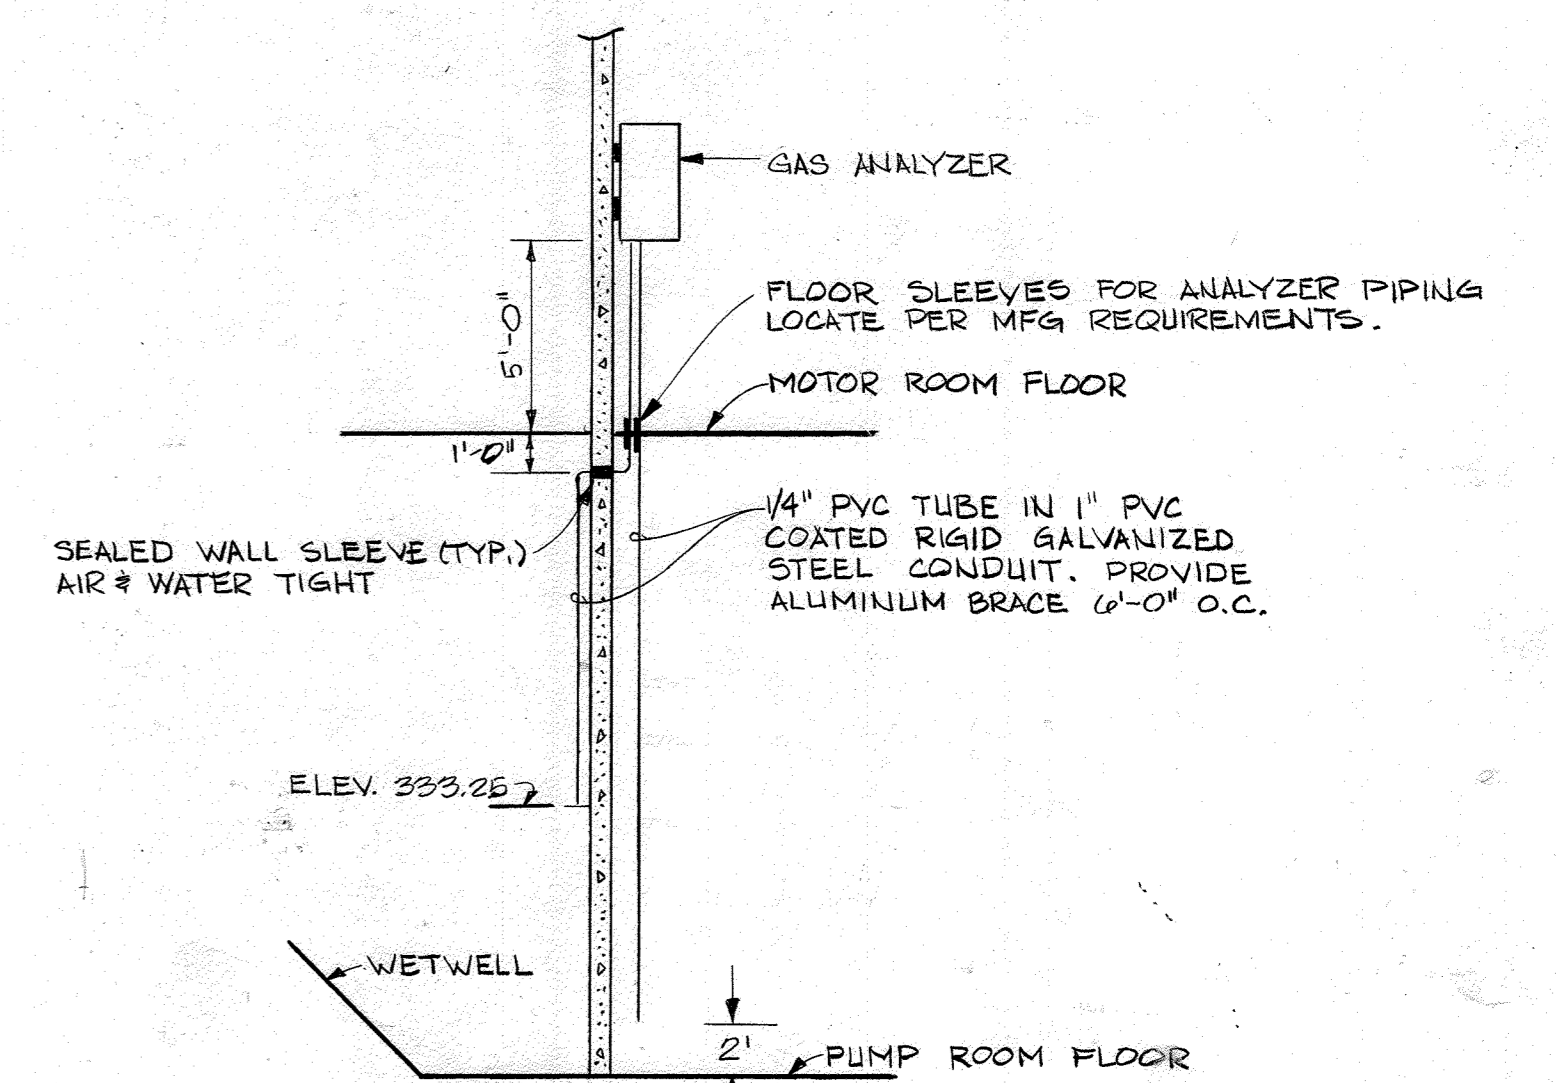 GAS ANALYZER
5'-0"
FLOOR SLEEVES FOR ANALYZER PIPING
LOCATE PER MFG REQUIREMENTS.
MOTOR ROOM FLOOR
1'-0"
1/4" PVC TUBE IN 1" PVC
COATED RIGID GALVANIZED
STEEL CONDUIT. PROVIDE
ALUMINUM BRACE 6'-0" O.C.
SEALED WALL SLEEVE (TYP.)
AIR & WATER TIGHT
ELEV. 333.25
WETWELL
2'
PUMP ROOM FLOOR